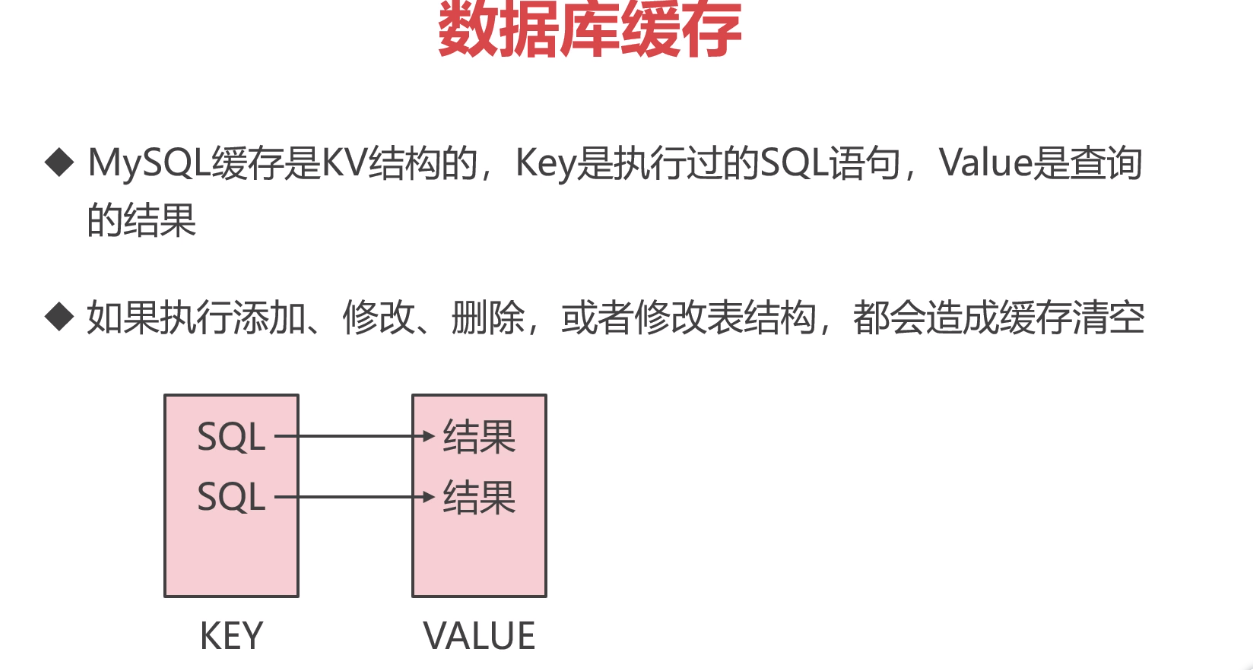 数据库缓存
◆ MySQL缓存是KV结构的，Key是执行过的SQL语句，Value是查询
的结果
◆ 如果执行添加、修改、删除，或者修改表结构，都会造成缓存清空
SQL 结果
SQL 结果
KEY VALUE